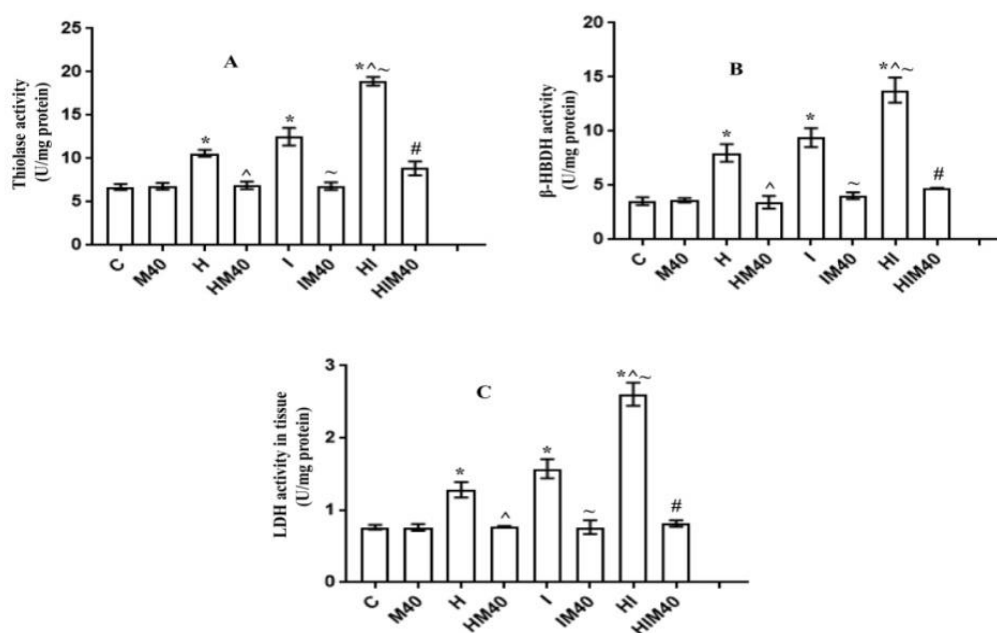 A
Thiolase activity
(U/mg protein)
25
20
15
10
5
0
*
^
*
~
*^~
#
C
M40
H
HM40
I
IM40
HI
HIM40
B
β-HBDH activity
(U/mg protein)
20
15
10
5
0
*
^
*
~
*^~
#
C
M40
H
HM40
I
IM40
HI
HIM40
C
LDH activity in tissue
(U/mg protein)
3
2
1
0
*
^
*
~
*^~
#
C
M40
H
HM40
I
IM40
HI
HIM40